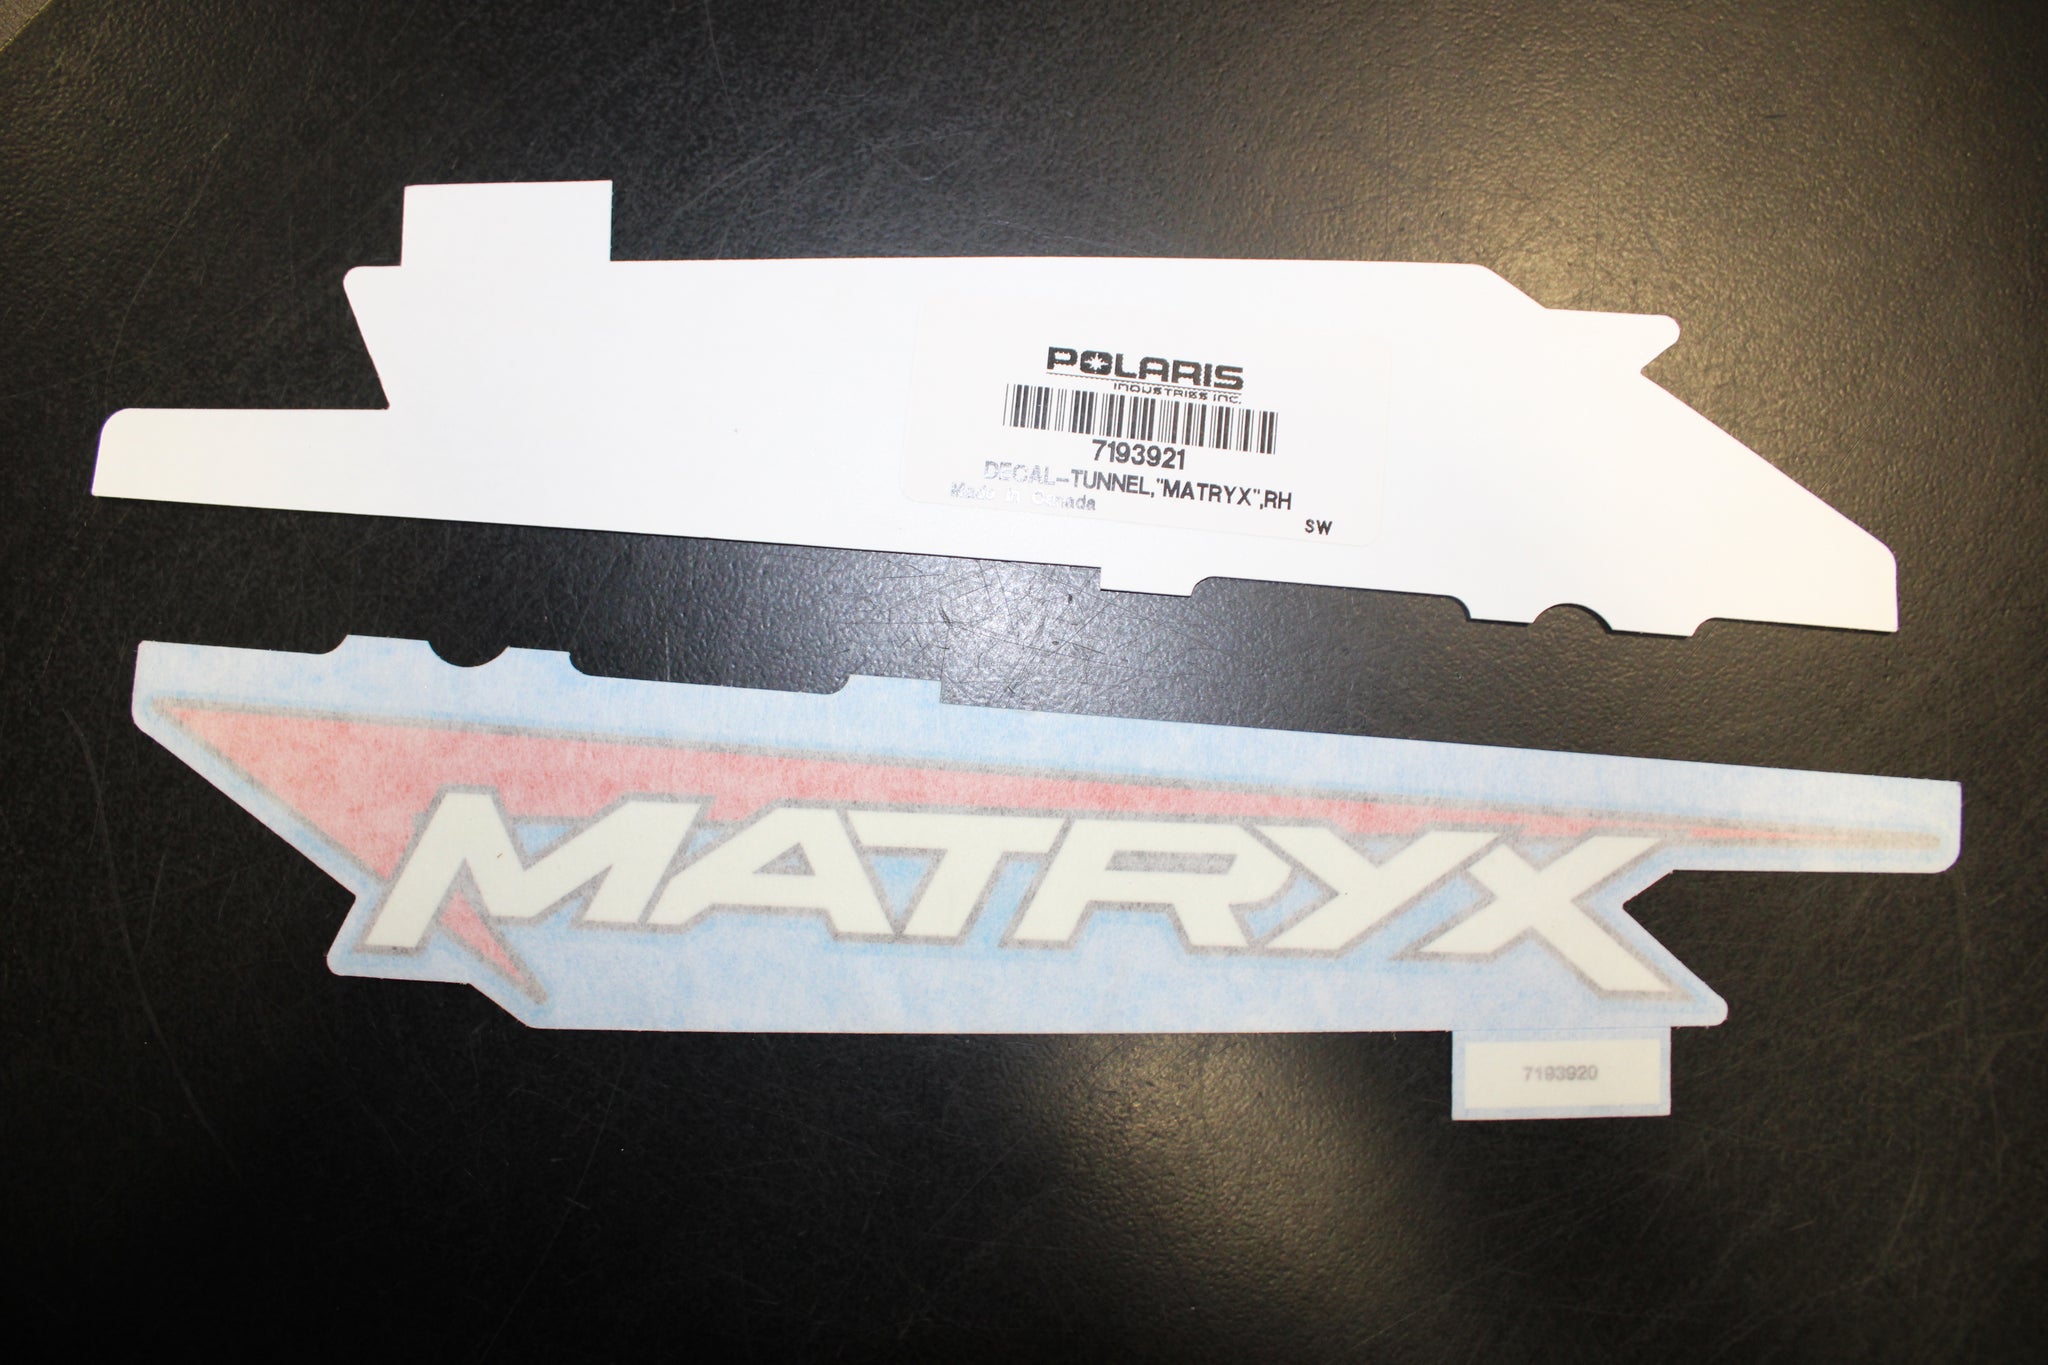 POLARIS
INDUSTRIES INC.
7193921
DECAL-TUNNEL,"MATRYX",RH
Made in Canada
SW
MATRYX
7193920